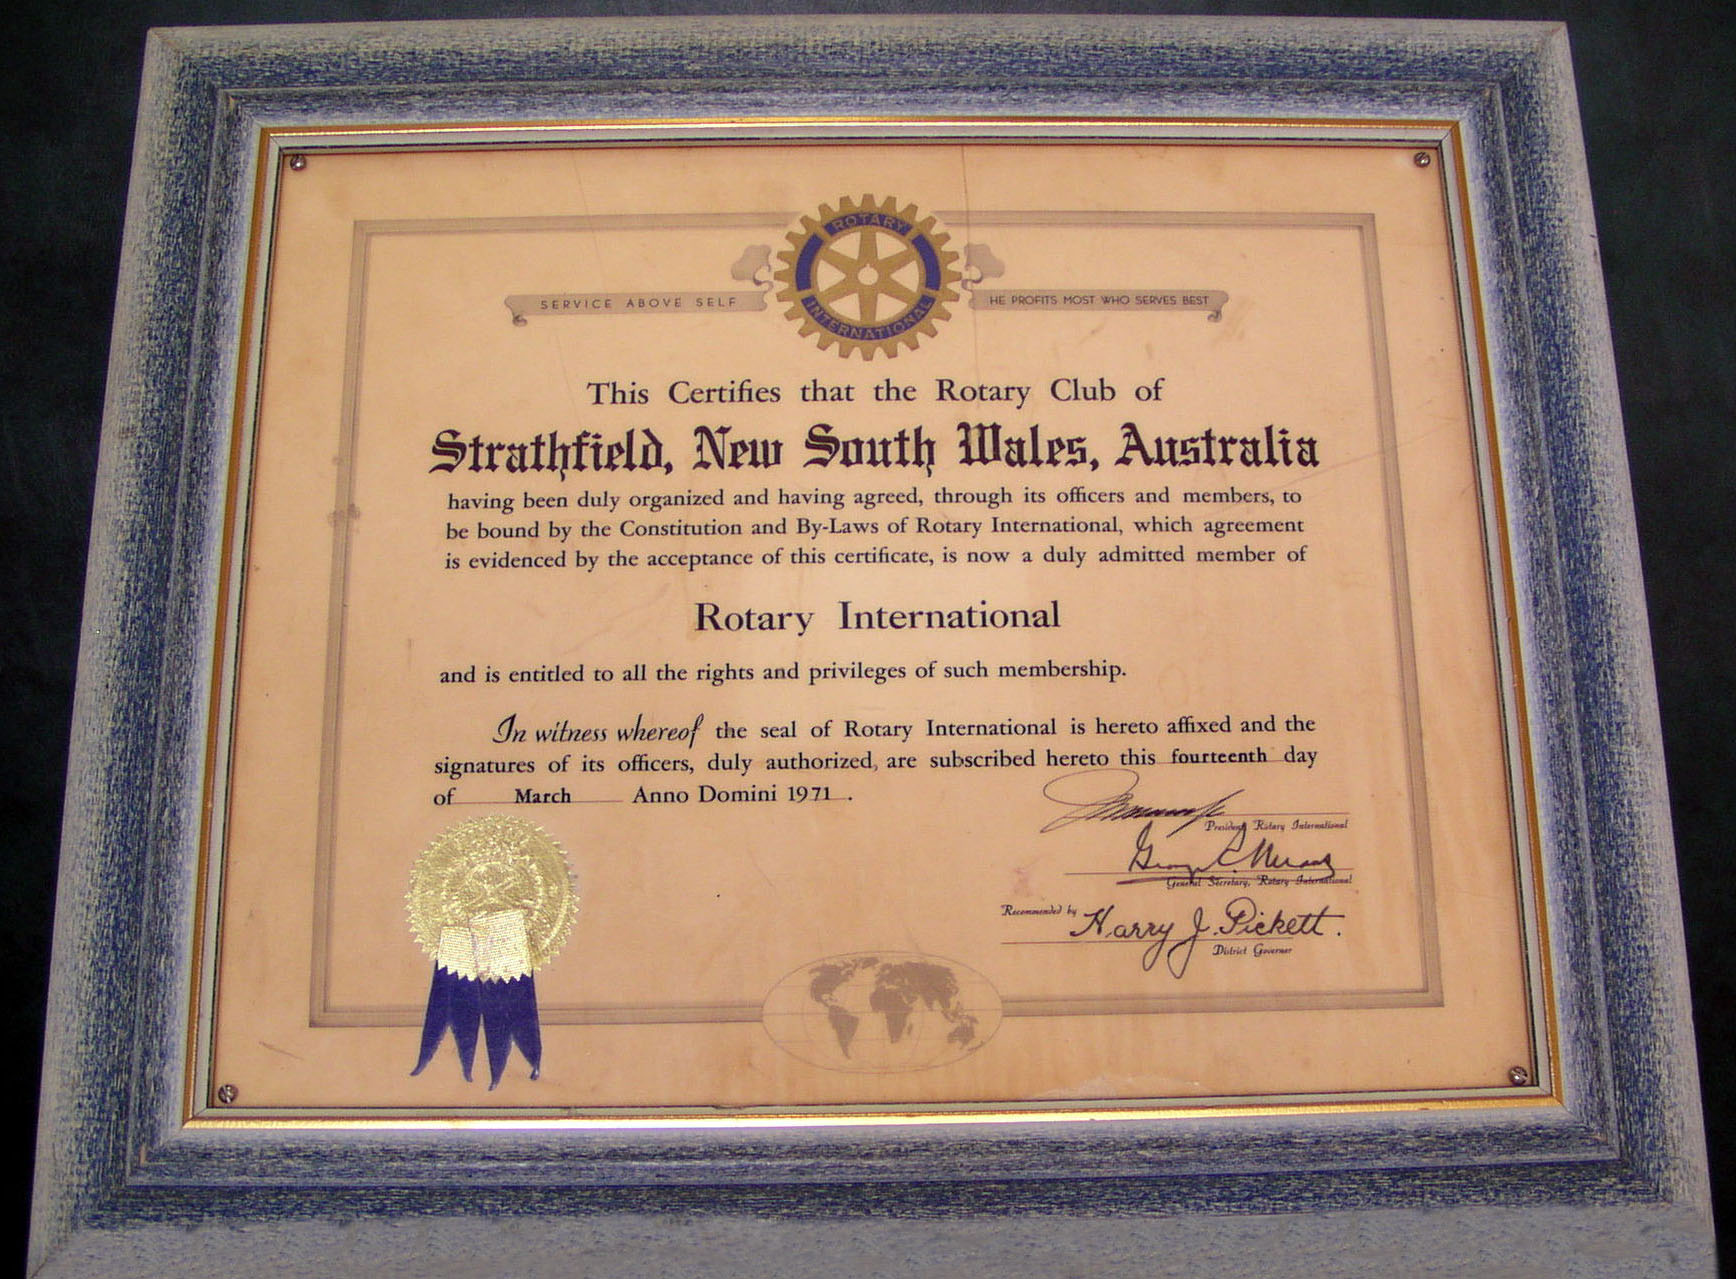 ROTARY
INTERNATIONAL
SERVICE ABOVE SELF
HE PROFITS MOST WHO SERVES BEST
This Certifies that the Rotary Club of
Strathfield, New South Wales, Australia
having been duly organized and having agreed, through its officers and members, to
be bound by the Constitution and By-Laws of Rotary International, which agreement
is evidenced by the acceptance of this certificate, is now a duly admitted member of
Rotary International
and is entitled to all the rights and privileges of such membership.
In witness whereof the seal of Rotary International is hereto affixed and the
signatures of its officers, duly authorized, are subscribed hereto this fourteenth day
of March Anno Domini 1971.
President Rotary International
General Secretary, Rotary International
Recommended by Harry J. Pickett.
District Governor